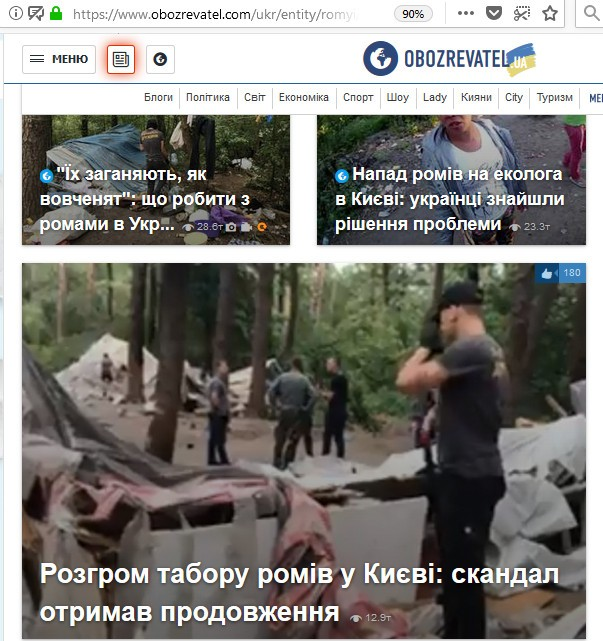 https://www.obozrevatel.com/ukr/entity/romy
90%
МЕНЮ
OBOZREVATEL.UA
Блоги Політика Світ Економіка Спорт Шоу Lady Кияни City Туризм
"Їх заганяють, як
вовченят": що робити з
ромами в Укр... 28.6т
Напад ромів на еколога
в Києві: українці знайшли
рішення проблеми 23.3т
180
Розгром табору ромів у Києві: скандал
отримав продовження 12.9т